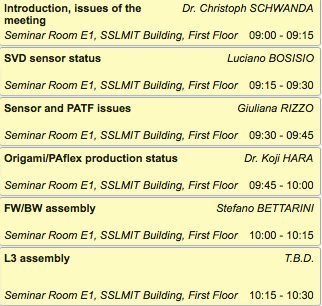 Introduction, issues of the meeting Dr. Christoph SCHWANDA
Seminar Room E1, SSLMIT Building, First Floor 09:00 - 09:15
SVD sensor status Luciano BOSISIO
Seminar Room E1, SSLMIT Building, First Floor 09:15 - 09:30
Sensor and PATF issues Giuliana RIZZO
Seminar Room E1, SSLMIT Building, First Floor 09:30 - 09:45
Origami/PAflex production status Dr. Koji HARA
Seminar Room E1, SSLMIT Building, First Floor 09:45 - 10:00
FW/BW assembly Stefano BETTARINI
Seminar Room E1, SSLMIT Building, First Floor 10:00 - 10:15
L3 assembly T.B.D.
Seminar Room E1, SSLMIT Building, First Floor 10:15 - 10:30